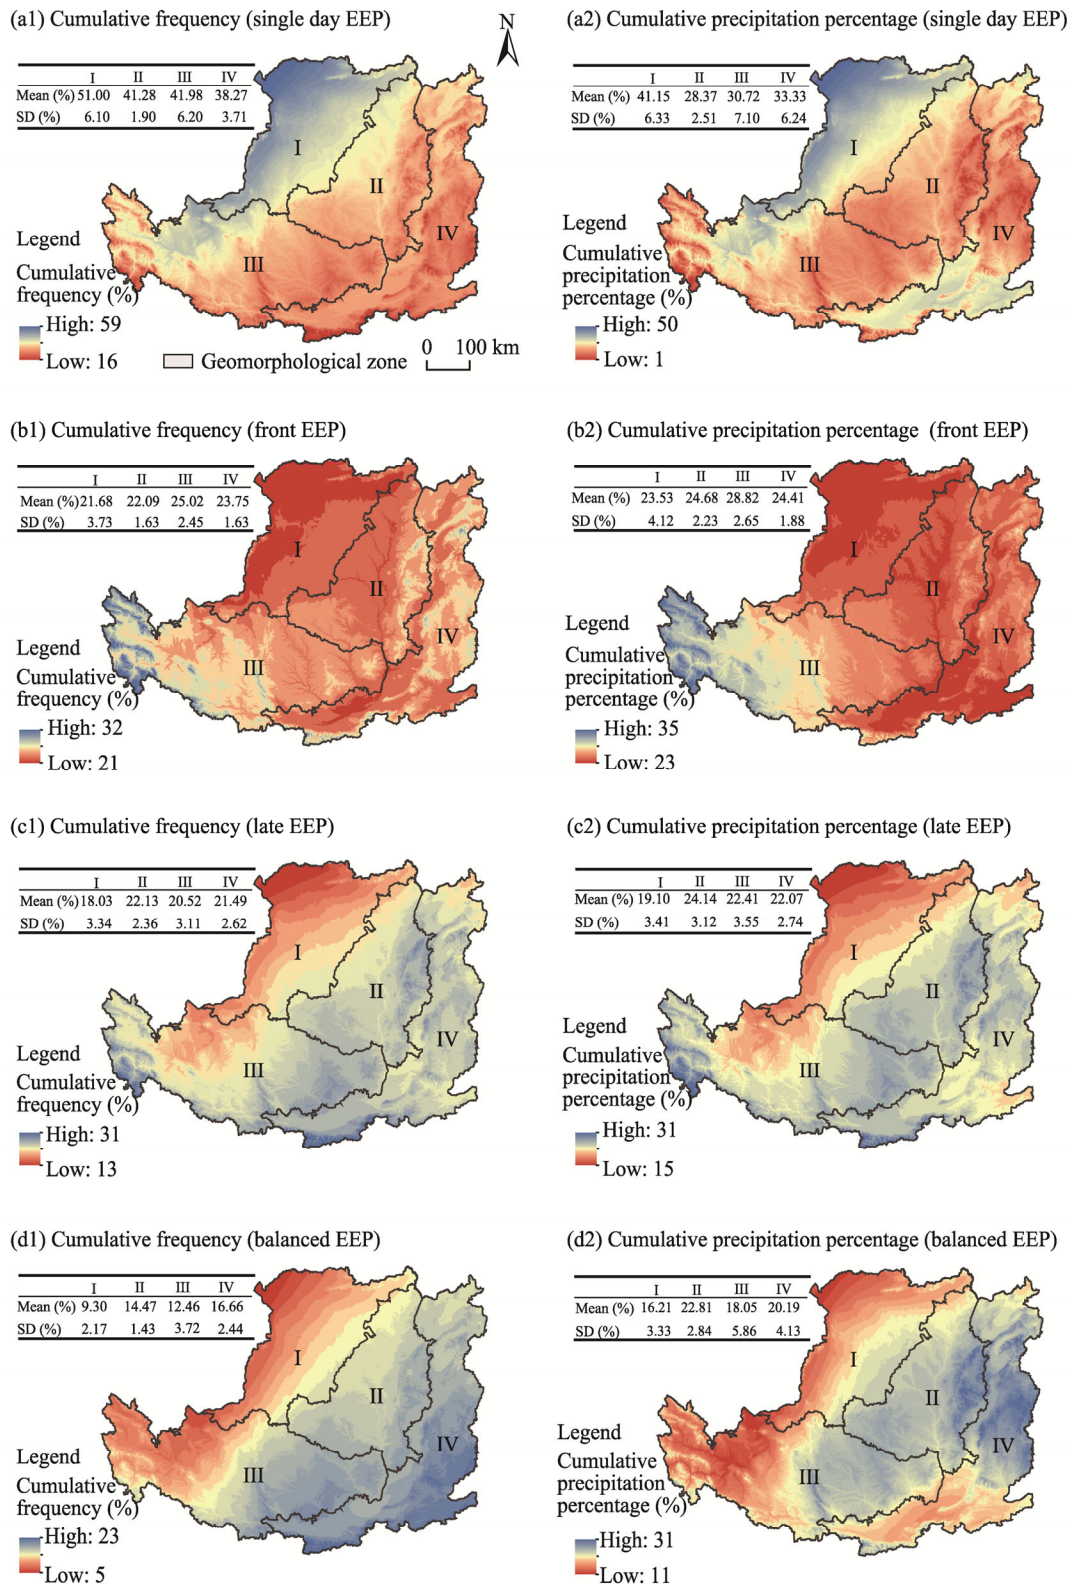 (a1) Cumulative frequency (single day EEP)
N
I II III IV
Mean (%) 51.00 41.28 41.98 38.27
SD (%) 6.10 1.90 6.20 3.71
I
II
IV
III
Legend
Cumulative
frequency (%)
High: 59
Low: 16
Geomorphological zone
0 100 km
(a2) Cumulative precipitation percentage (single day EEP)
I II III IV
Mean (%) 41.15 28.37 30.72 33.33
SD (%) 6.33 2.51 7.10 6.24
I
II
IV
III
Legend
Cumulative
precipitation
percentage (%)
High: 50
Low: 1
(b1) Cumulative frequency (front EEP)
I II III IV
Mean (%) 21.68 22.09 25.02 23.75
SD (%) 3.73 1.63 2.45 1.63
I
II
IV
III
Legend
Cumulative
frequency (%)
High: 32
Low: 21
(b2) Cumulative precipitation percentage (front EEP)
I II III IV
Mean (%) 23.53 24.68 28.82 24.41
SD (%) 4.12 2.23 2.65 1.88
I
II
IV
III
Legend
Cumulative
precipitation
percentage (%)
High: 35
Low: 23
(c1) Cumulative frequency (late EEP)
I II III IV
Mean (%) 18.03 22.13 20.52 21.49
SD (%) 3.34 2.36 3.11 2.62
I
II
IV
III
Legend
Cumulative
frequency (%)
High: 31
Low: 13
(c2) Cumulative precipitation percentage (late EEP)
I II III IV
Mean (%) 19.10 24.14 22.41 22.07
SD (%) 3.41 3.12 3.55 2.74
I
II
IV
III
Legend
Cumulative
precipitation
percentage (%)
High: 31
Low: 15
(d1) Cumulative frequency (balanced EEP)
I II III IV
Mean (%) 9.30 14.47 12.46 16.66
SD (%) 2.17 1.43 3.72 2.44
I
II
IV
III
Legend
Cumulative
frequency (%)
High: 23
Low: 5
(d2) Cumulative precipitation percentage (balanced EEP)
I II III IV
Mean (%) 16.21 22.81 18.05 20.19
SD (%) 3.33 2.84 5.86 4.13
I
II
IV
III
Legend
Cumulative
precipitation
percentage (%)
High: 31
Low: 11